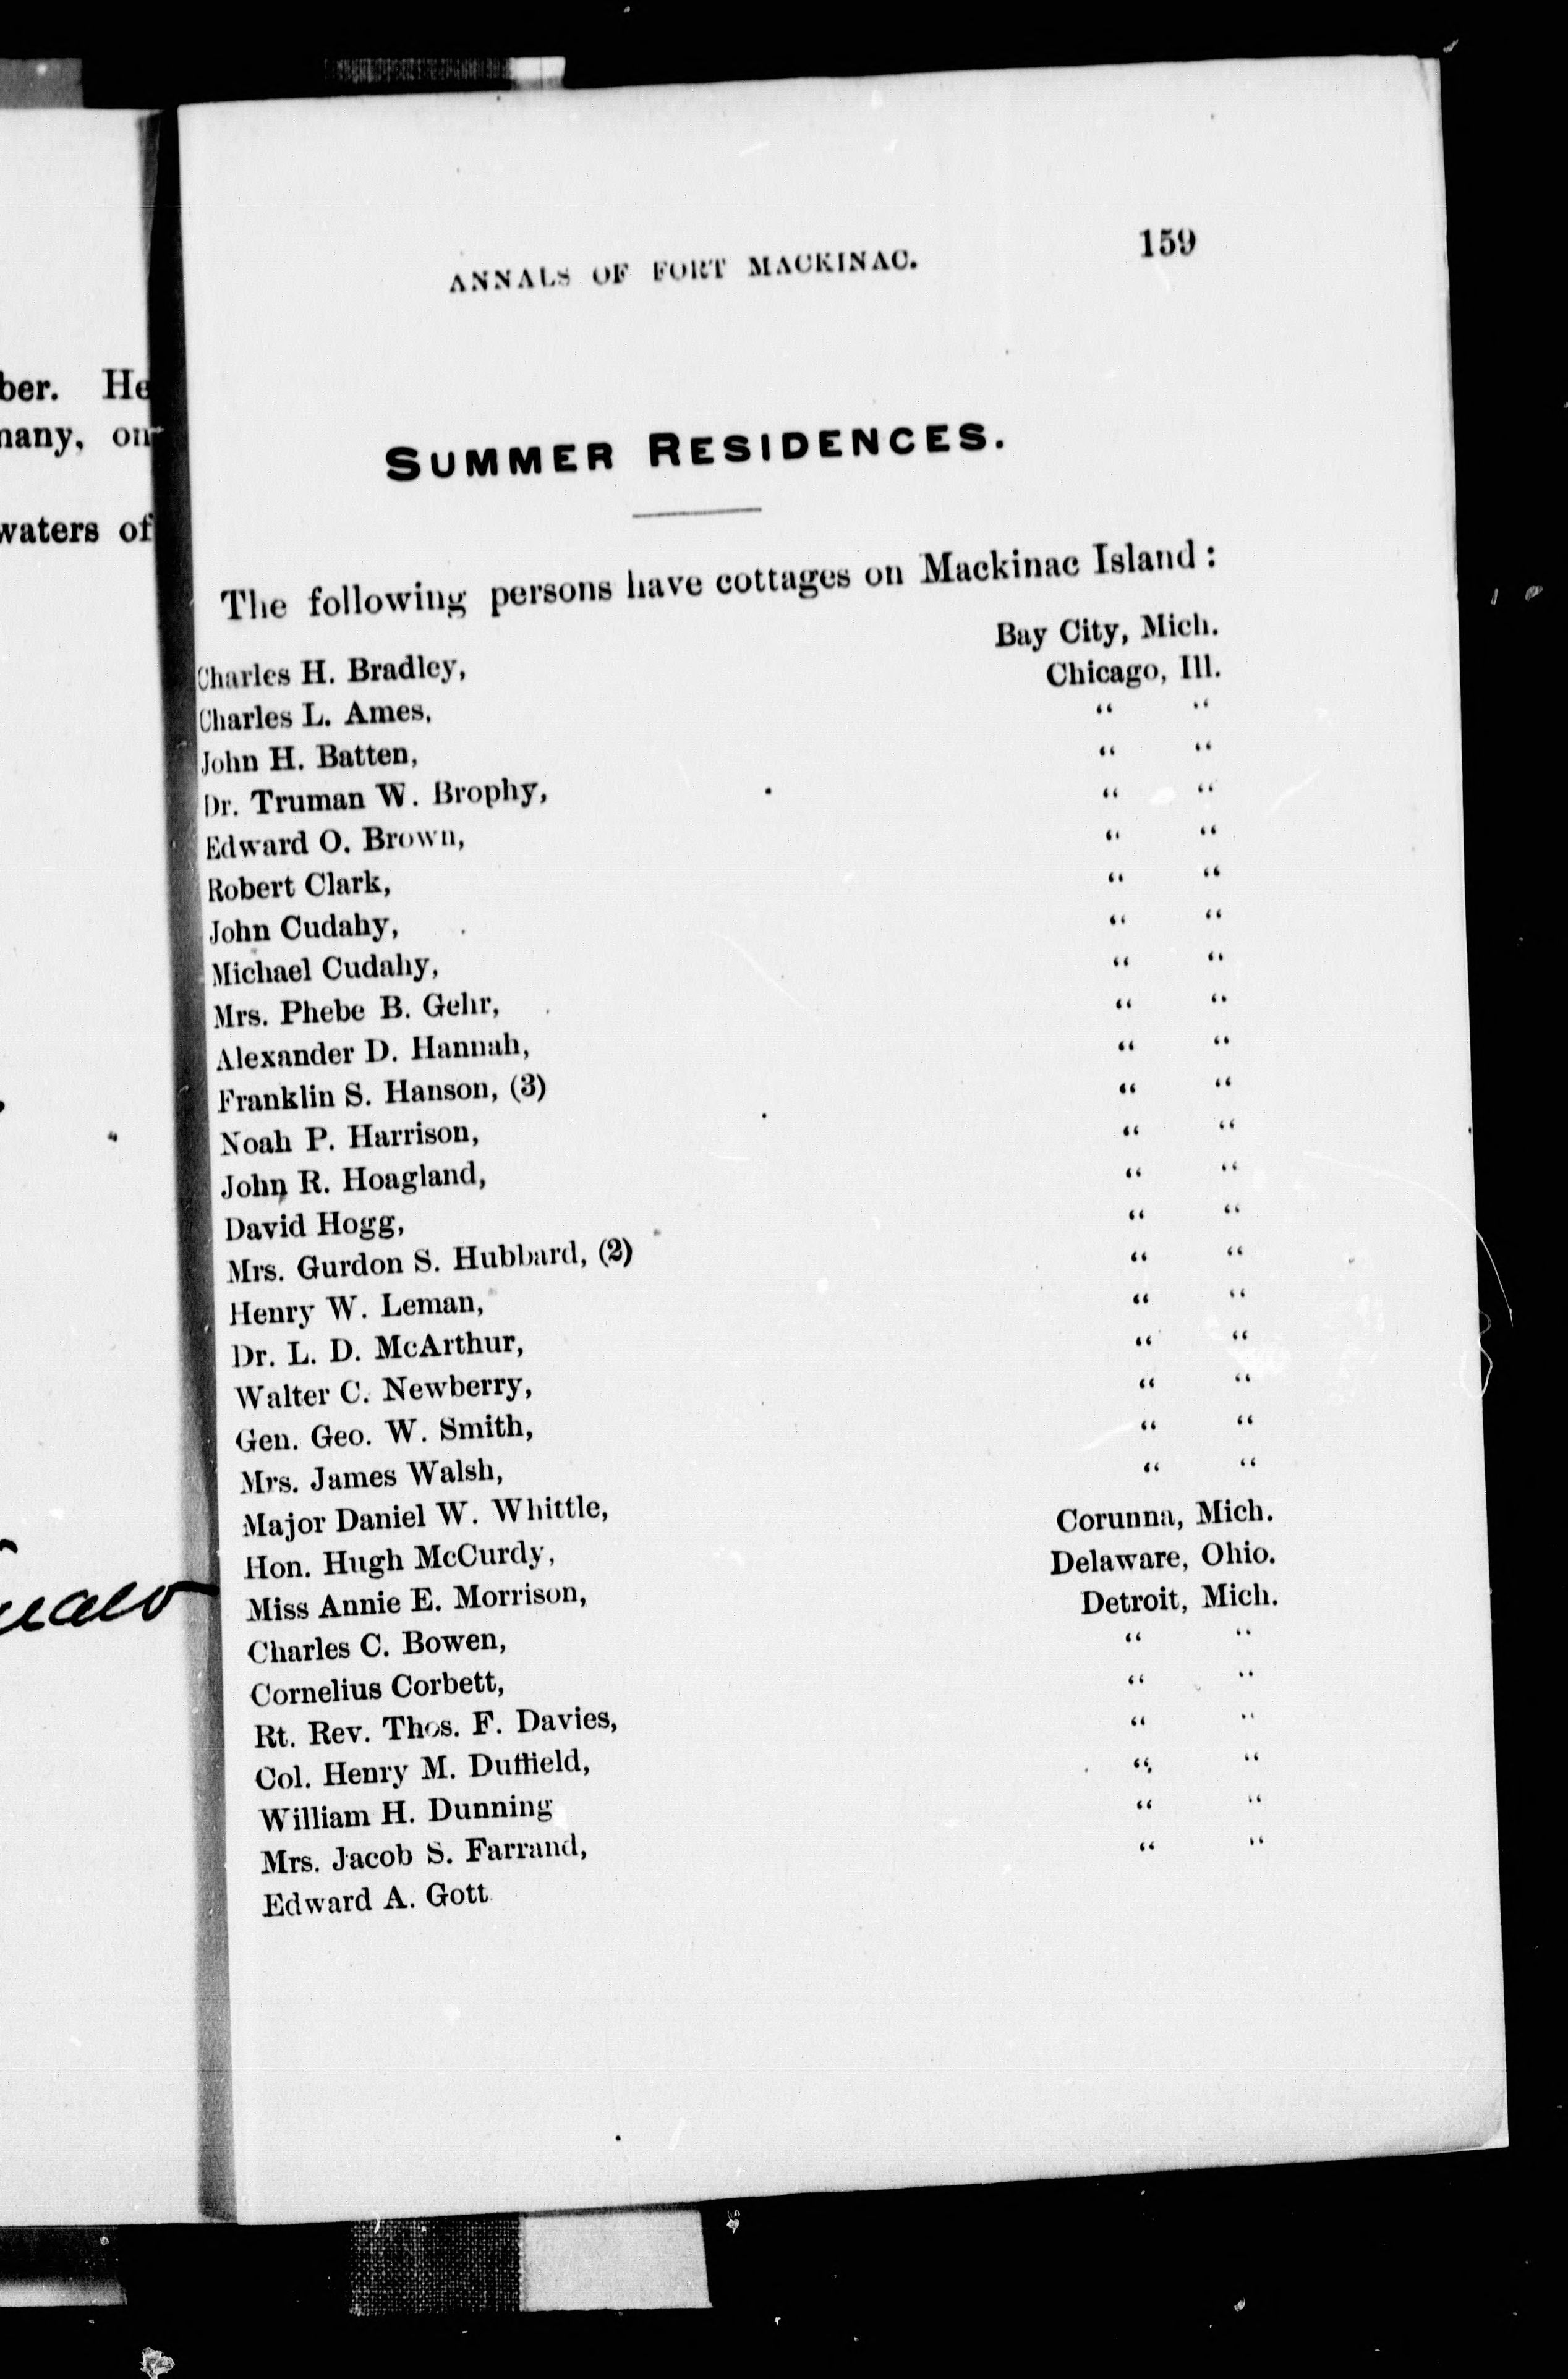 ber. He
many, on
waters of
ANNALS OF FORT MACKINAC. 159
SUMMER RESIDENCES.
The following persons have cottages on Mackinac Island:
Charles H. Bradley, Bay City, Mich.
Charles L. Ames, Chicago, Ill.
John H. Batten, “ “
Dr. Truman W. Brophy, “ “
Edward O. Brown, “ “
Robert Clark, “ “
John Cudahy, “ “
Michael Cudahy, “ “
Mrs. Phebe B. Gehr, “ “
Alexander D. Hannah, “ “
Franklin S. Hanson, (3) “ “
Noah P. Harrison, “ “
John R. Hoagland, “ “
David Hogg, “ “
Mrs. Gurdon S. Hubbard, (2) “ “
Henry W. Leman, “ “
Dr. L. D. McArthur, “ “
Walter C. Newberry, “ “
Gen. Geo. W. Smith, “ “
Mrs. James Walsh, “ “
Major Daniel W. Whittle, “ “
Hon. Hugh McCurdy, Corunna, Mich.
Miss Annie E. Morrison, Delaware, Ohio.
Charles C. Bowen, Detroit, Mich.
Cornelius Corbett, “ “
Rt. Rev. Thos. F. Davies, “ “
Col. Henry M. Duffield, “ “
William H. Dunning “ “
Mrs. Jacob S. Farrand, “ “
Edward A. Gott “ “